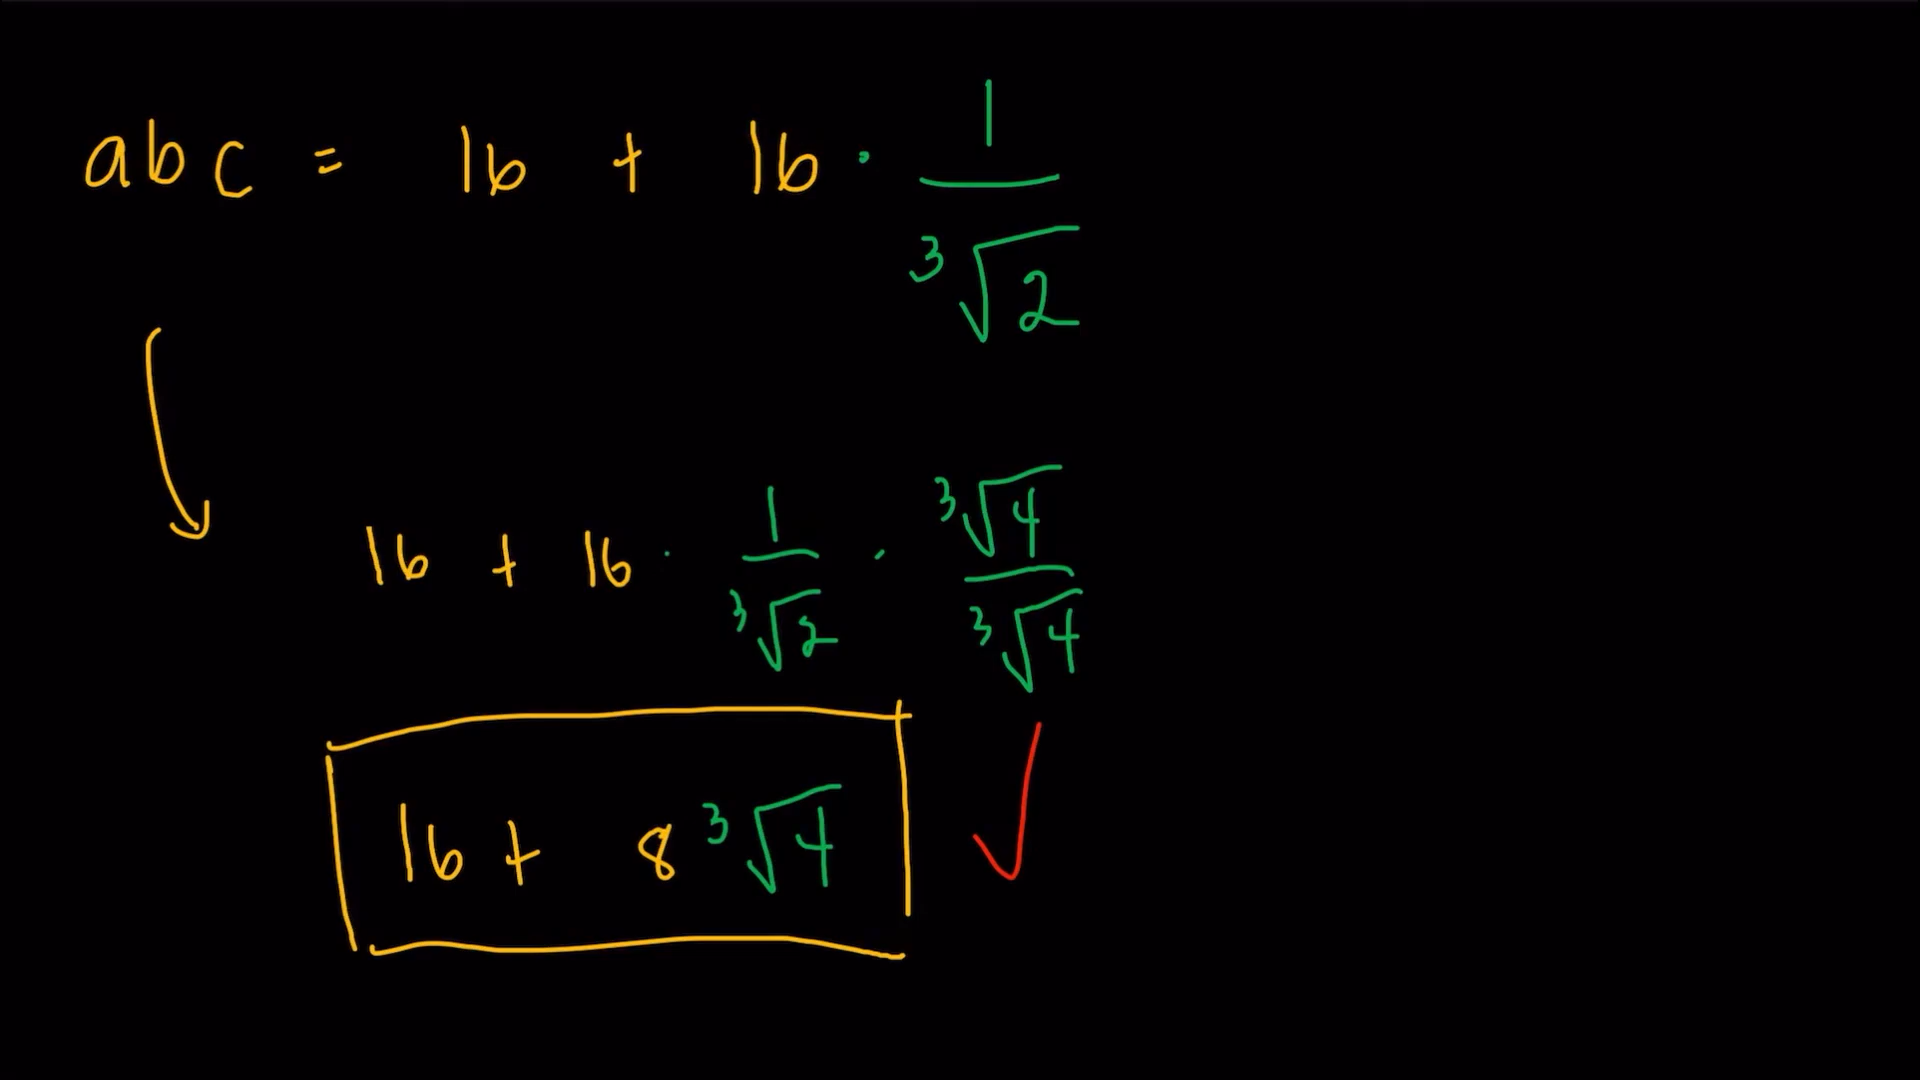 abc = 16 + 16 · 1/∛2
16 + 16 · 1/∛2 · ∛4/∛4
16 + 8∛4